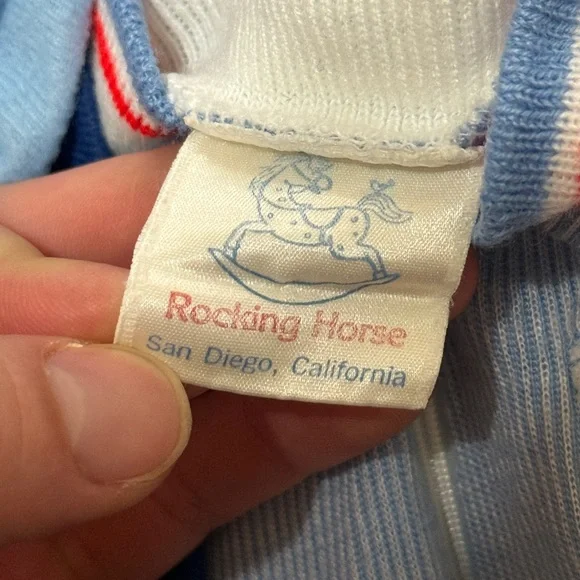 Rocking Horse
San Diego, California